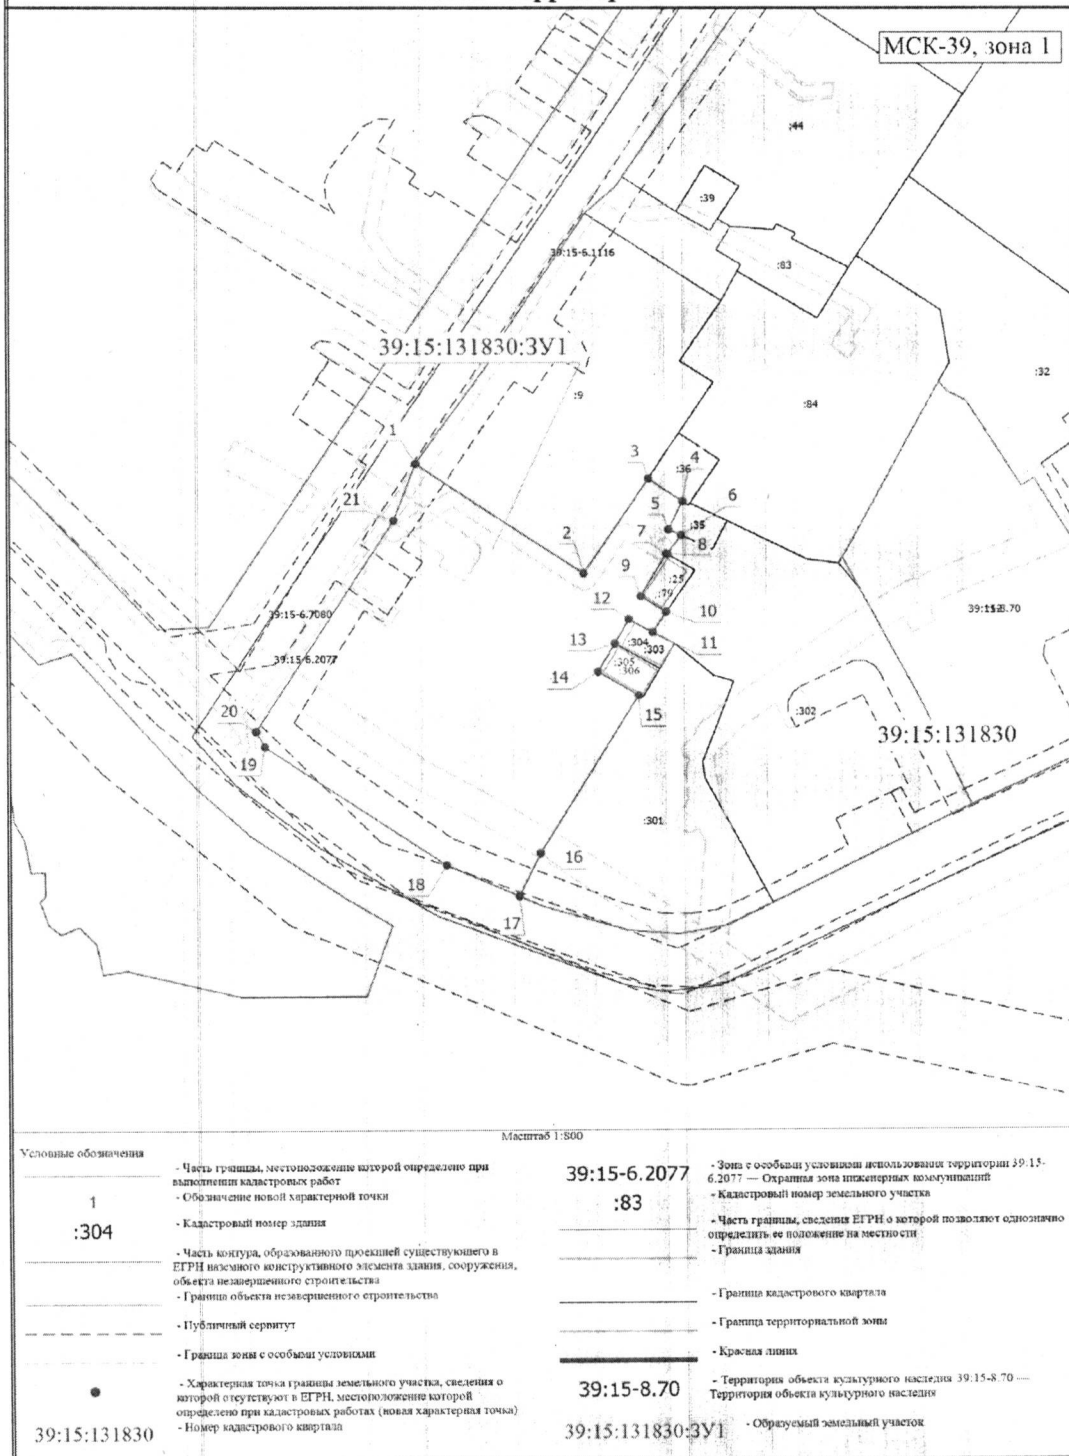 МСК-39, зона 1
:44
:39
39:15-6.1116
:83
39:15:131830:ЗУ1
:32
:9
:84
1
3
4
:36
21
5
6
:35
7
8
2
9
:25
:79
12
10
39:15-6.7080
13
:304
11
:303
39:15-6.2077
14
:305
:306
20
15
:302
39:15:131830
19
:301
16
18
17
Масштаб 1:800
Условные обозначения
- Часть границы, местоположение которой определено при
выполнении кадастровых работ
1
- Обозначение новой характерной точки
:304
- Кадастровый номер здания
- Часть контура, образованного проекцией существующего в
ЕГРН наземного конструктивного элемента здания, сооружения,
объекта незавершенного строительства
- Граница объекта незавершенного строительства
- Публичный сервитут
- Граница зоны с особыми условиями
- Характерная точка границы земельного участка, сведения о
которой отсутствуют в ЕГРН, местоположение которой
определено при кадастровых работах (новая характерная точка)
39:15:131830
- Номер кадастрового квартала
39:15-6.2077
- Зона с особыми условиями использования территории 39:15-
6.2077 — Охранная зона инженерных коммуникаций
:83
- Кадастровый номер земельного участка
- Часть границы, сведения ЕГРН о которой позволяют однозначно
определить ее положение на местности
- Граница здания
- Граница кадастрового квартала
- Граница территориальной зоны
- Красная линия
39:15-8.70
- Территория объекта культурного наследия 39:15-8.70 —
Территория объекта культурного наследия
39:15:131830:ЗУ1
- Образуемый земельный участок